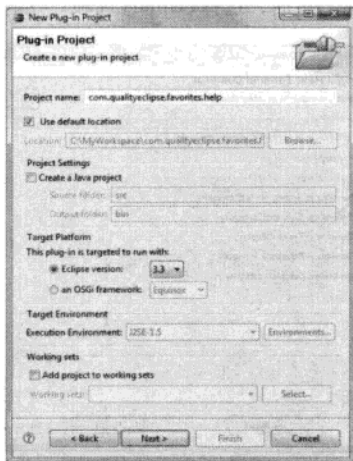 New Plug-in Project
Plug-in Project
Create a new plug-in project
Project name: com.qualityeclipse.favorites.help
Use default location
Location: C:\MyWorkspace\com.qualityeclipse.favorites.f Browse...
Project Settings
Create a Java project
Source folder: src
Output folder: bin
Target Platform
This plug-in is targeted to run with:
Eclipse version: 3.3
an OSGi framework: Equinox
Target Environment
Execution Environment: J2SE-1.5 Environments...
Working sets
Add project to working sets
Working sets: Select...
? < Back Next > Finish Cancel